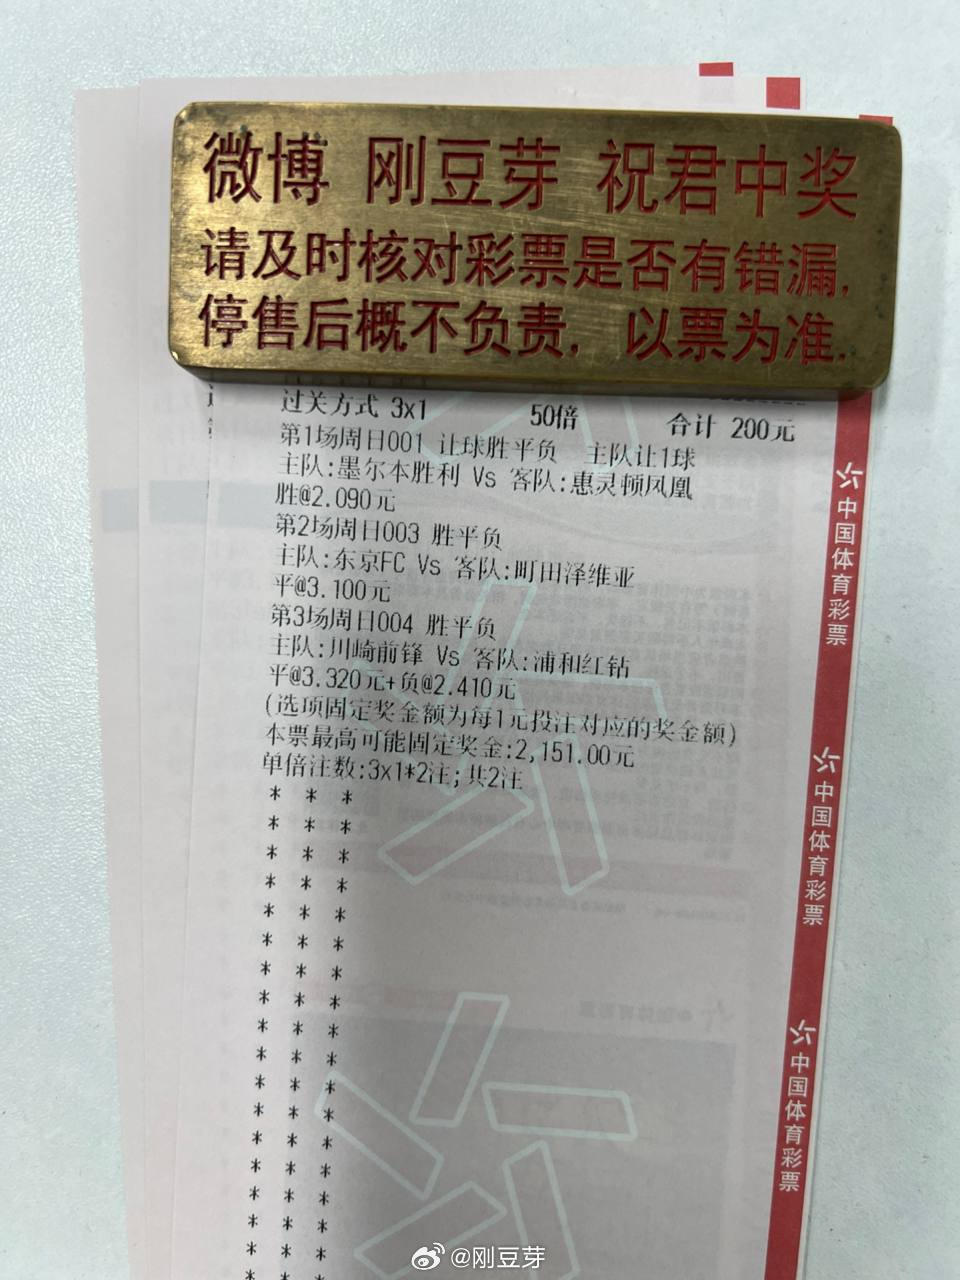 微博 刚豆芽 祝君中奖
请及时核对彩票是否有错漏.
停售后概不负责. 以票为准.
过关方式 3x1 50倍 合计 200元
第1场周日001 让球胜平负 主队让1球
主队:墨尔本胜利 Vs 客队:惠灵顿凤凰
胜@2.090元
第2场周日003 胜平负
主队:东京FC Vs 客队:町田泽维亚
平@3.100元
第3场周日004 胜平负
主队:川崎前锋 Vs 客队:浦和红钻
平@3.320元+负@2.410元
(选项固定奖金额为每1元投注对应的奖金额)
本票最高可能固定奖金:2,151.00元
单倍注数:3x1*2注;共2注
中国体育彩票
中国体育彩票
中国体育彩票
@刚豆芽